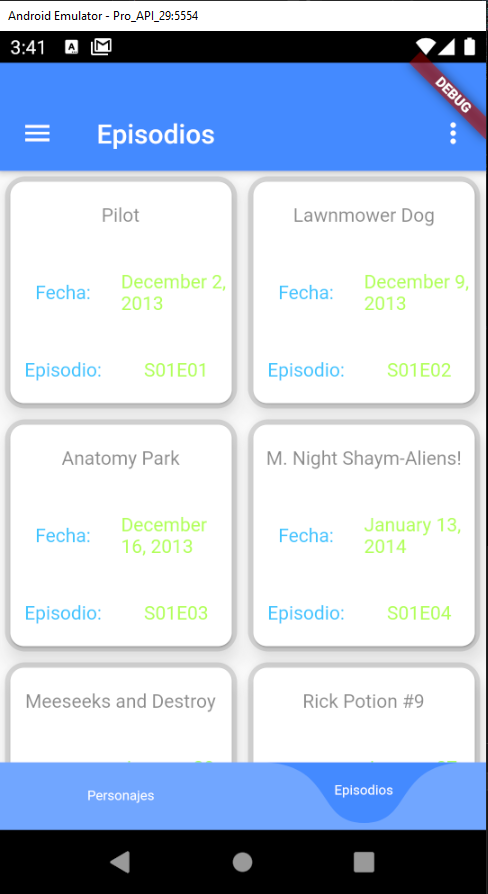 Android Emulator - Pro_API_29:5554
3:41
DEBUG
Episodios
Pilot
Fecha: December 2,
2013
Episodio: S01E01
Lawnmower Dog
Fecha: December 9,
2013
Episodio: S01E02
Anatomy Park
Fecha: December
16, 2013
Episodio: S01E03
M. Night Shaym-Aliens!
Fecha: January 13,
2014
Episodio: S01E04
Meeseeks and Destroy
Rick Potion #9
Personajes
Episodios